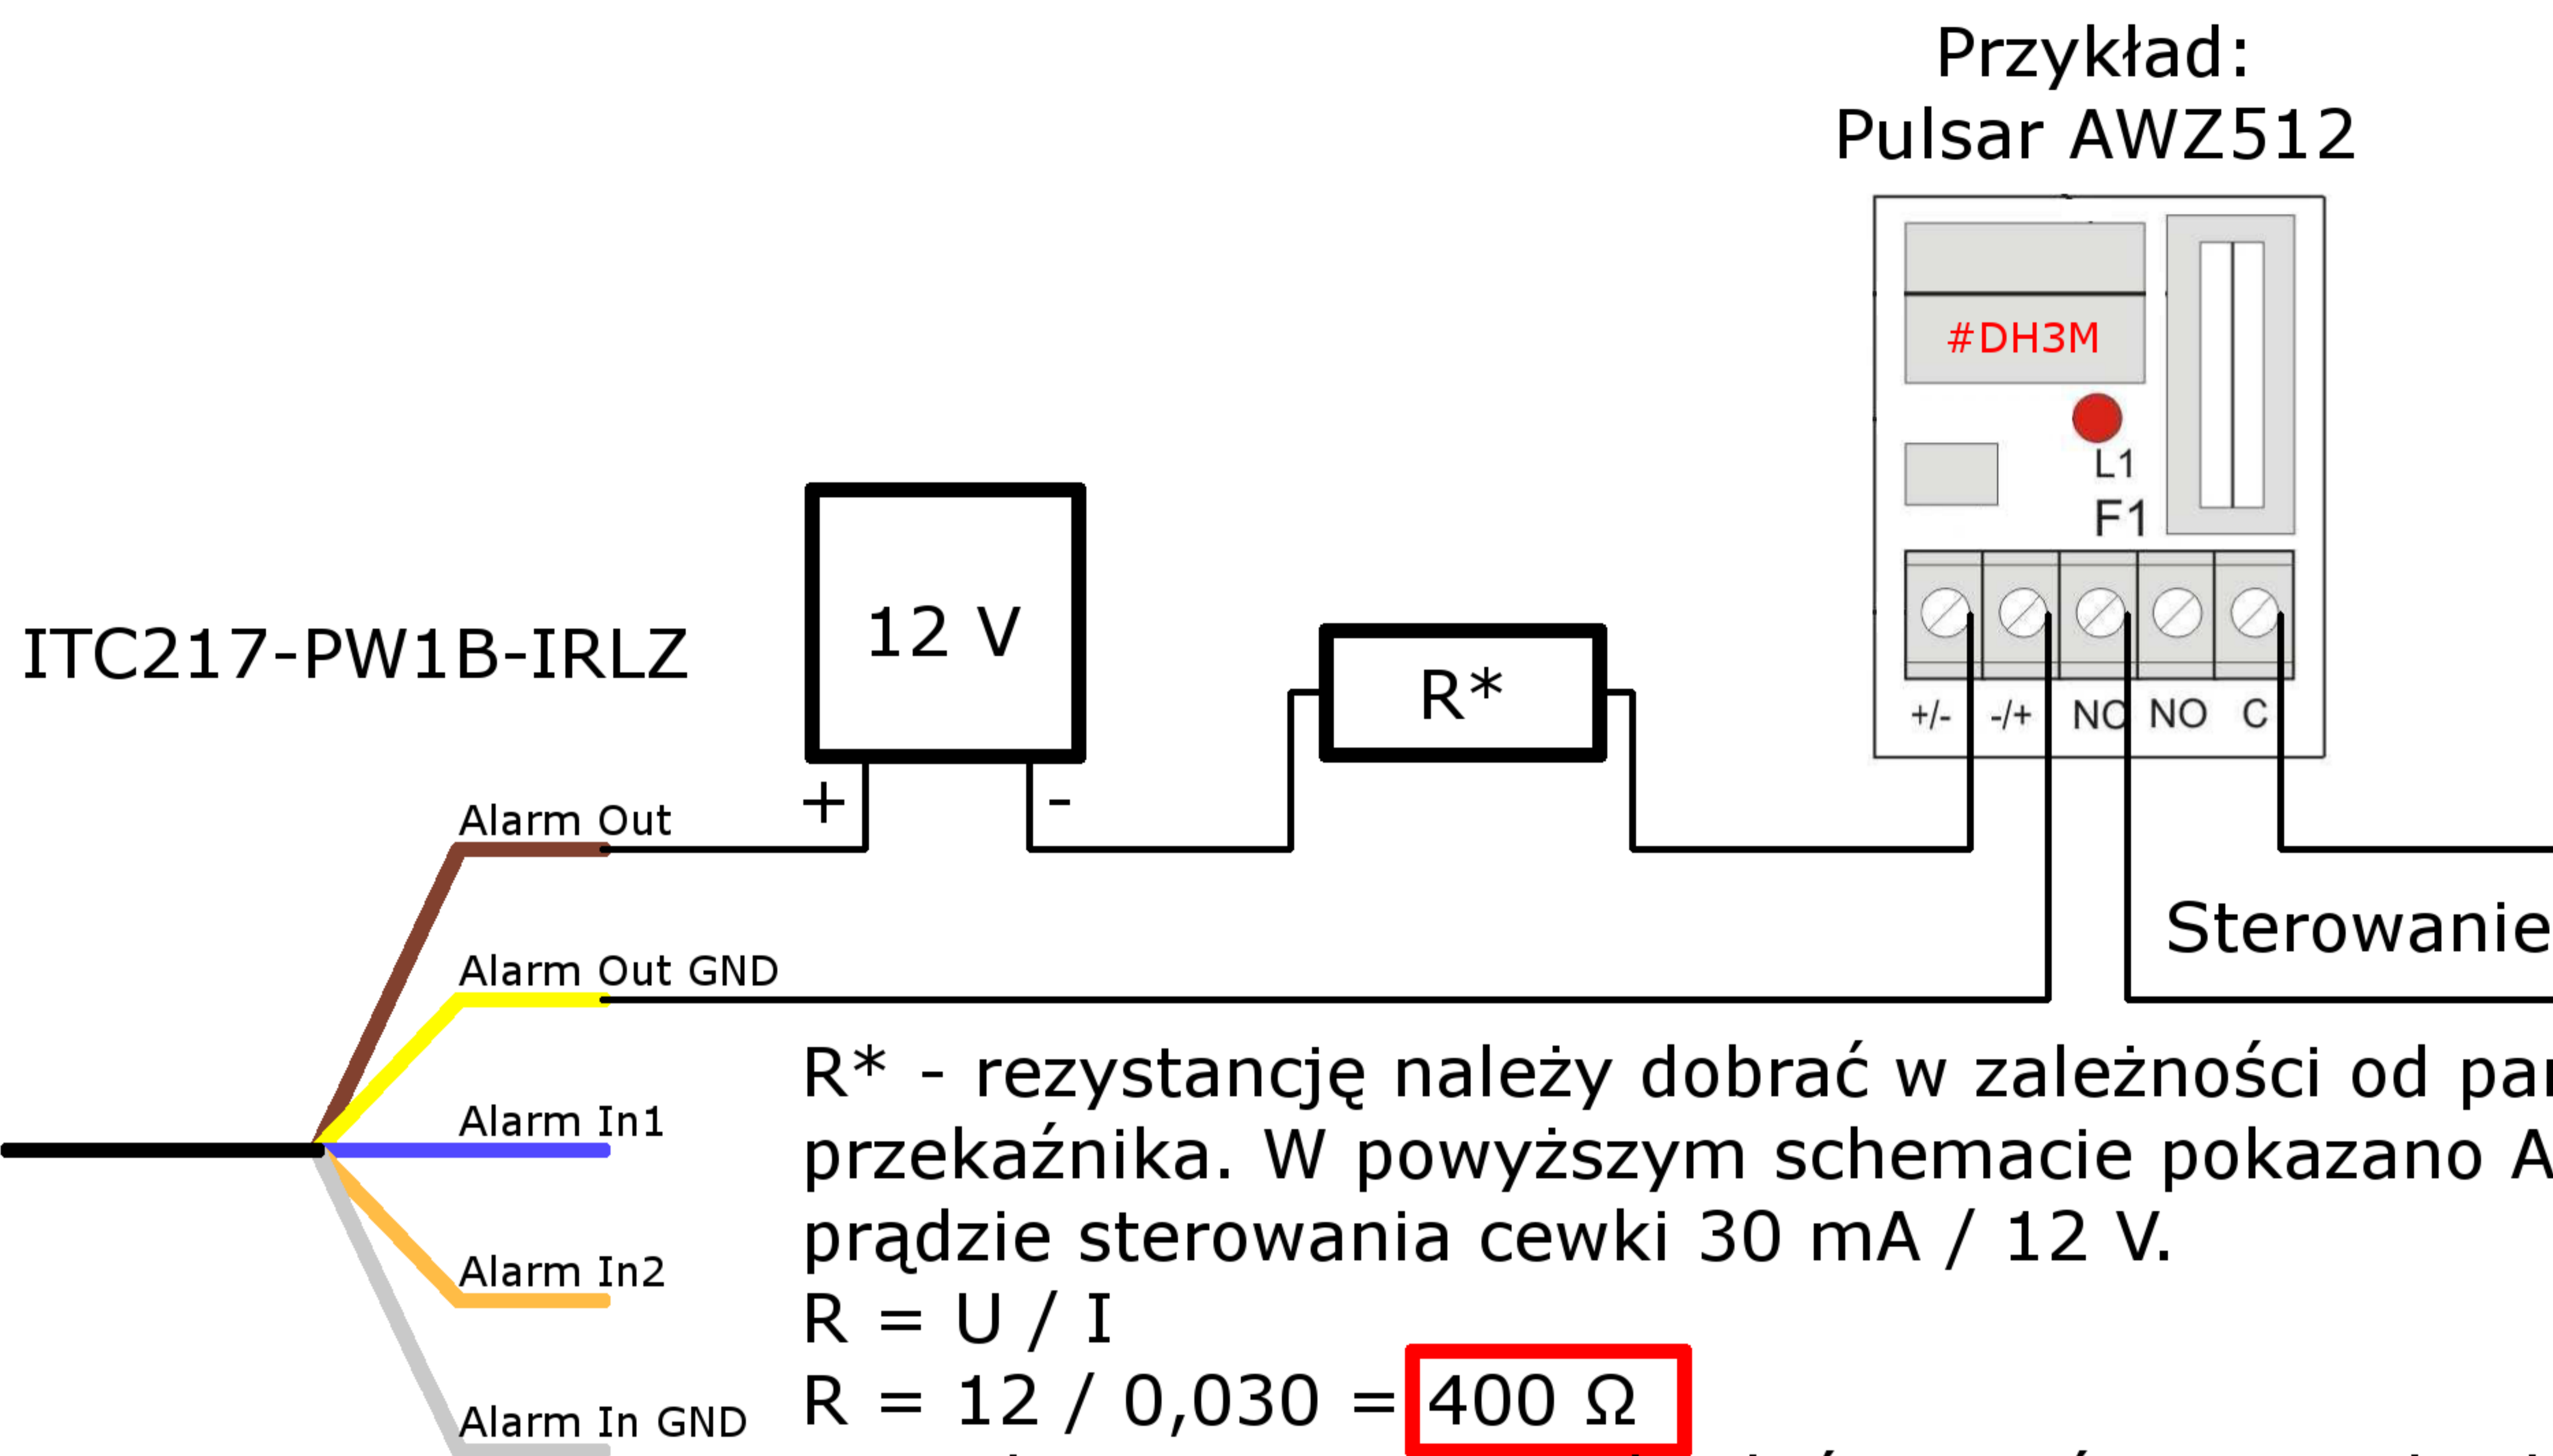 Przykład:
Pulsar AWZ512
#DH3M
L1
F1
12 V
ITC217-PW1B-IRLZ
R*
+/- -/+ NC NO C
+ -
Alarm Out
Sterowanie
Alarm Out GND
R* - rezystancję należy dobrać w zależności od
Alarm In1
przekaźnika. W powyższym schemacie pokazano
prądzie sterowania cewki 30 mA / 12 V.
Alarm In2
R = U / I
R = 12 / 0,030 = 400 Ω
Alarm In GND